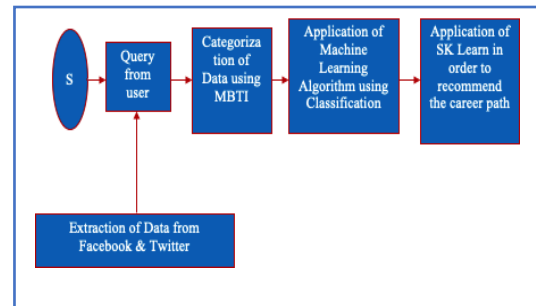 S
Query
from
user
Categoriza
tion of
Data using
MBTI
Application of
Machine
Learning
Algorithm using
Classification
Application of
SK Learn in
order to
recommend
the career path
Extraction of Data from
Facebook & Twitter